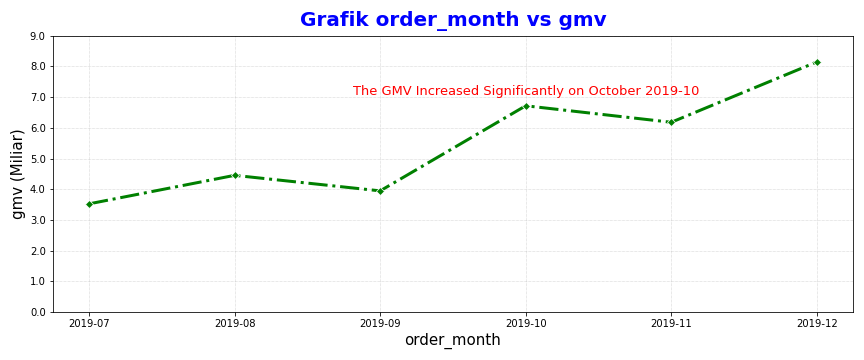 Grafik order_month vs gmv
9.0
8.0
7.0
6.0
5.0
4.0
3.0
2.0
1.0
0.0
gmv (Miliar)
The GMV Increased Significantly on October 2019-10
2019-07 2019-08 2019-09 2019-10 2019-11 2019-12
order_month